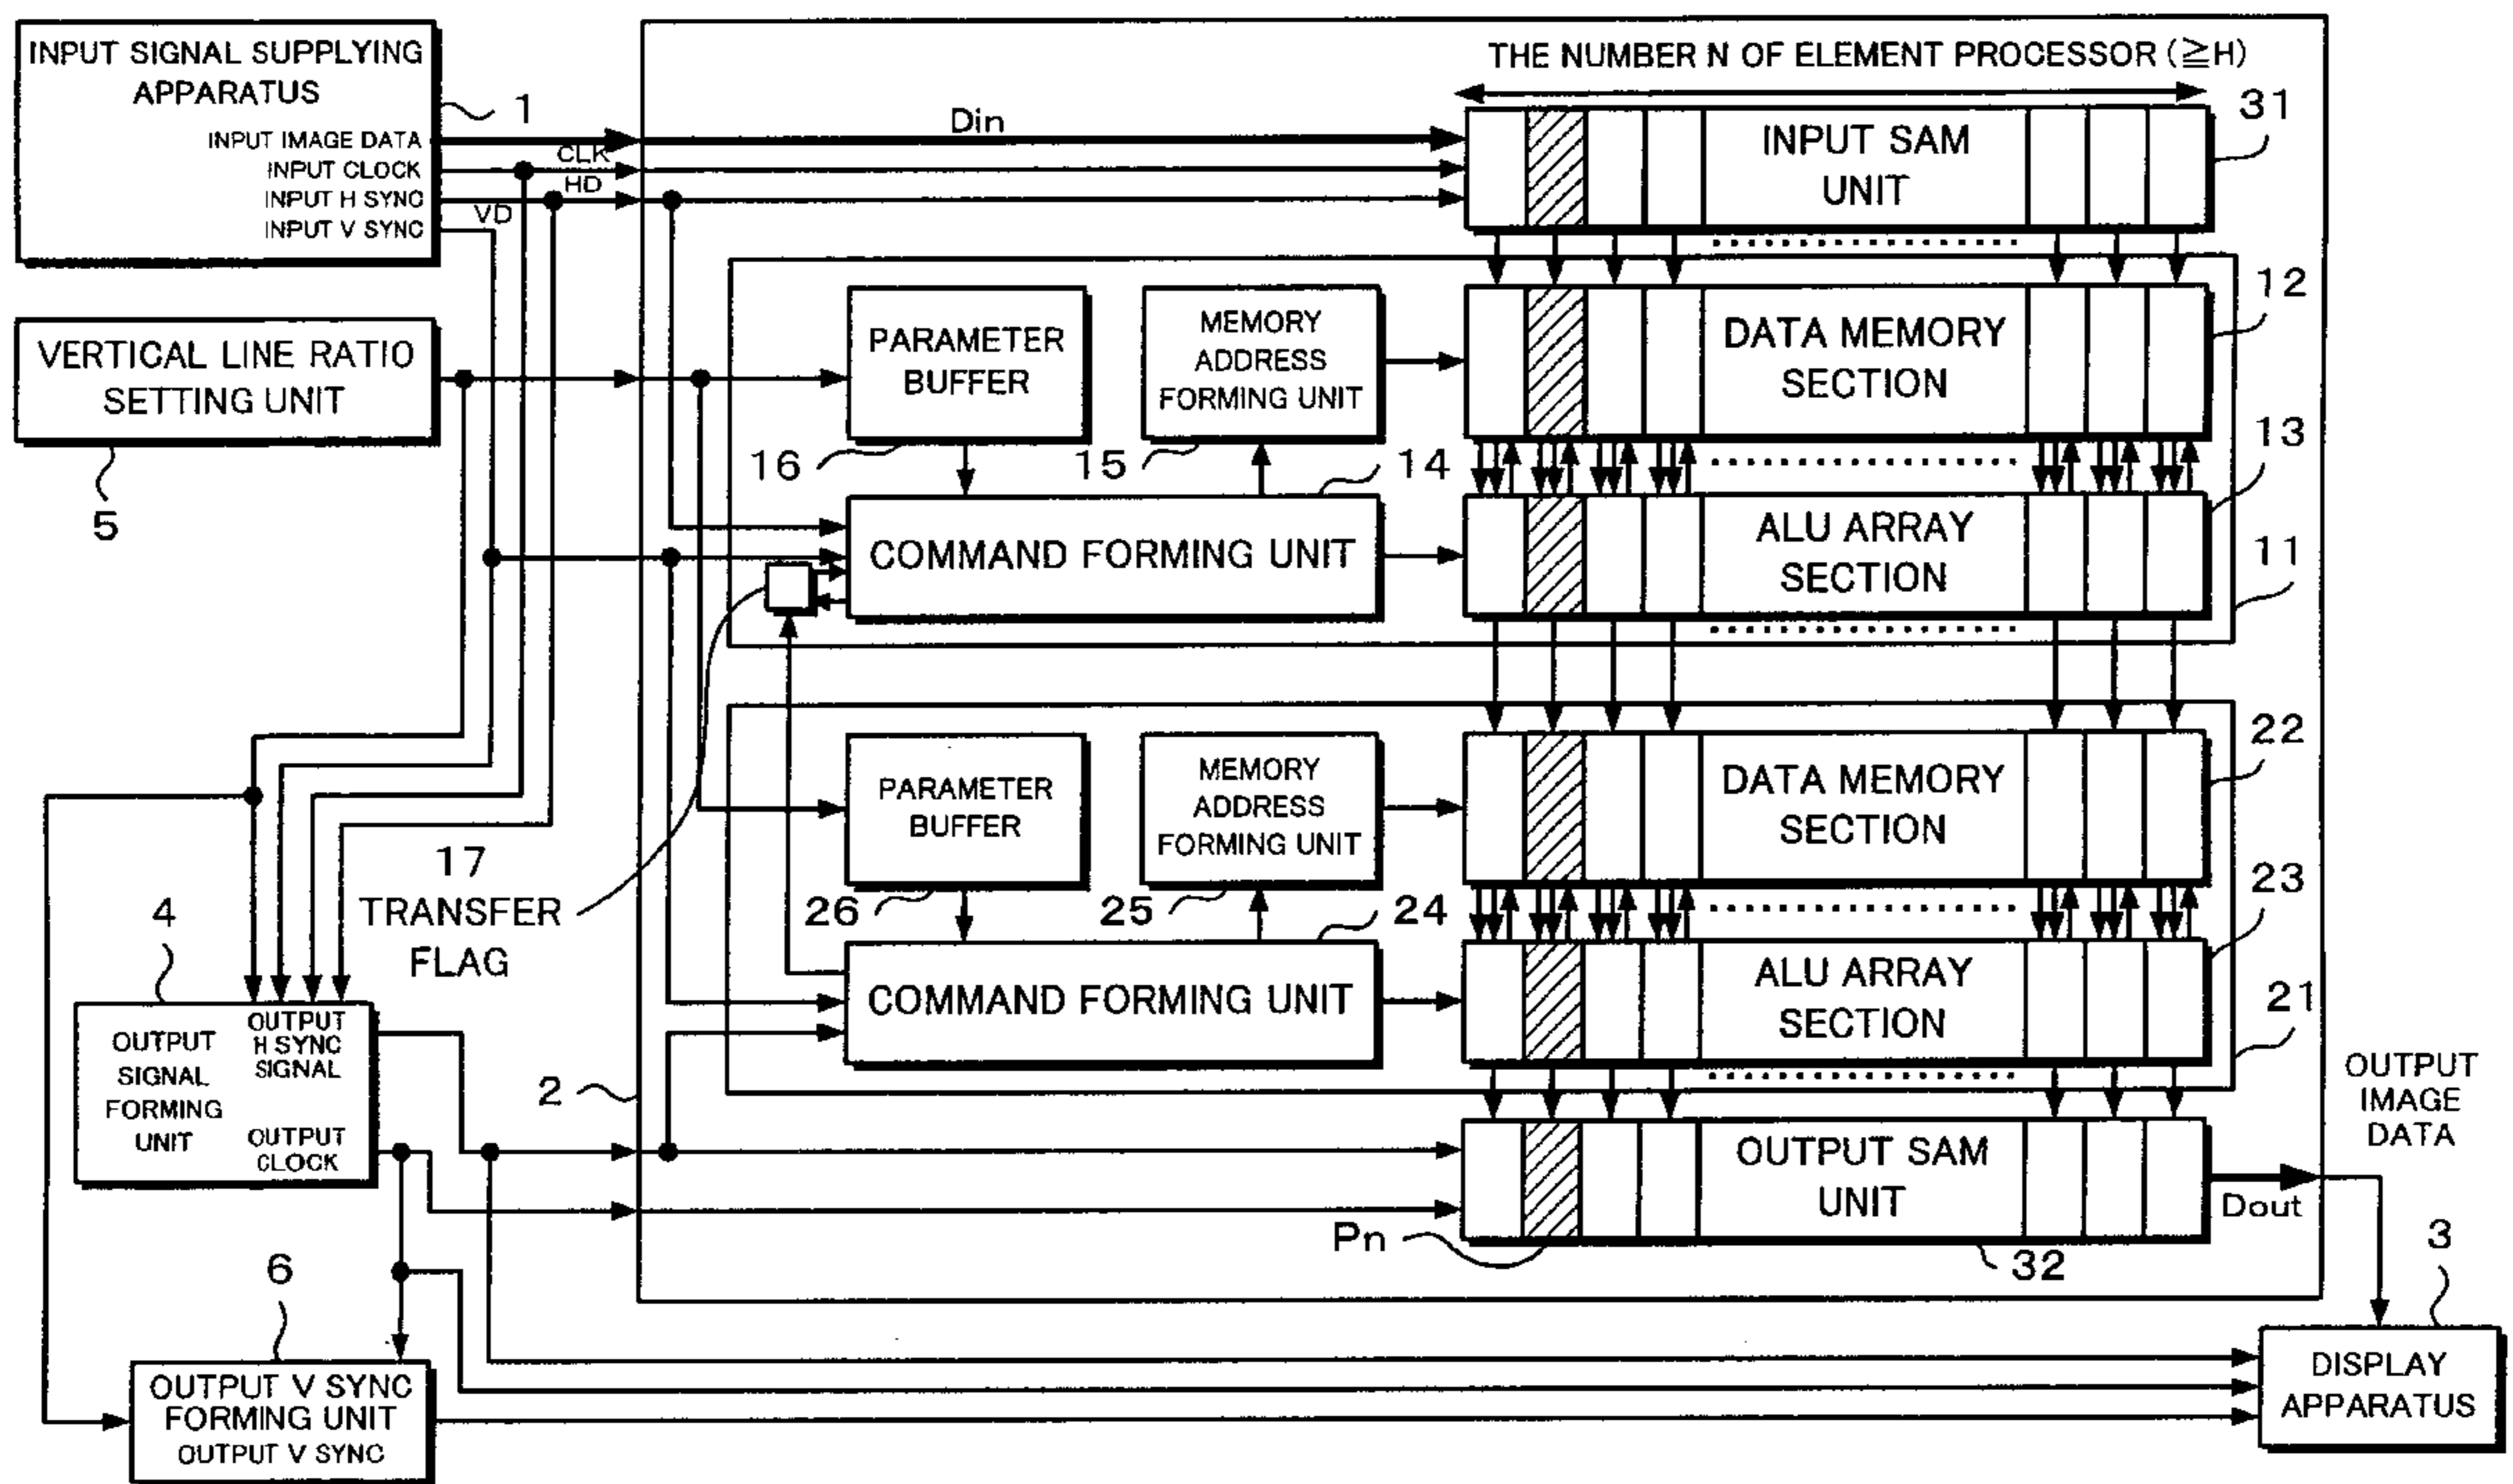 INPUT SIGNAL SUPPLYING
APPARATUS
1
INPUT IMAGE DATA
INPUT CLOCK
INPUT H SYNC
INPUT V SYNC
CLK
HD
VD
Din
THE NUMBER N OF ELEMENT PROCESSOR (≧H)
31
INPUT SAM
UNIT
VERTICAL LINE RATIO
SETTING UNIT
5
PARAMETER
BUFFER
16
MEMORY
ADDRESS
FORMING UNIT
15
DATA MEMORY
SECTION
12
13
14
COMMAND FORMING UNIT
ALU ARRAY
SECTION
11
17
TRANSFER
FLAG
PARAMETER
BUFFER
26
MEMORY
ADDRESS
FORMING UNIT
25
DATA MEMORY
SECTION
22
23
24
COMMAND FORMING UNIT
ALU ARRAY
SECTION
21
4
OUTPUT
SIGNAL
FORMING
UNIT
OUTPUT
H SYNC
SIGNAL
OUTPUT
CLOCK
2
OUTPUT SAM
UNIT
OUTPUT
IMAGE
DATA
Dout
Pn
32
3
6
OUTPUT V SYNC
FORMING UNIT
OUTPUT V SYNC
DISPLAY
APPARATUS